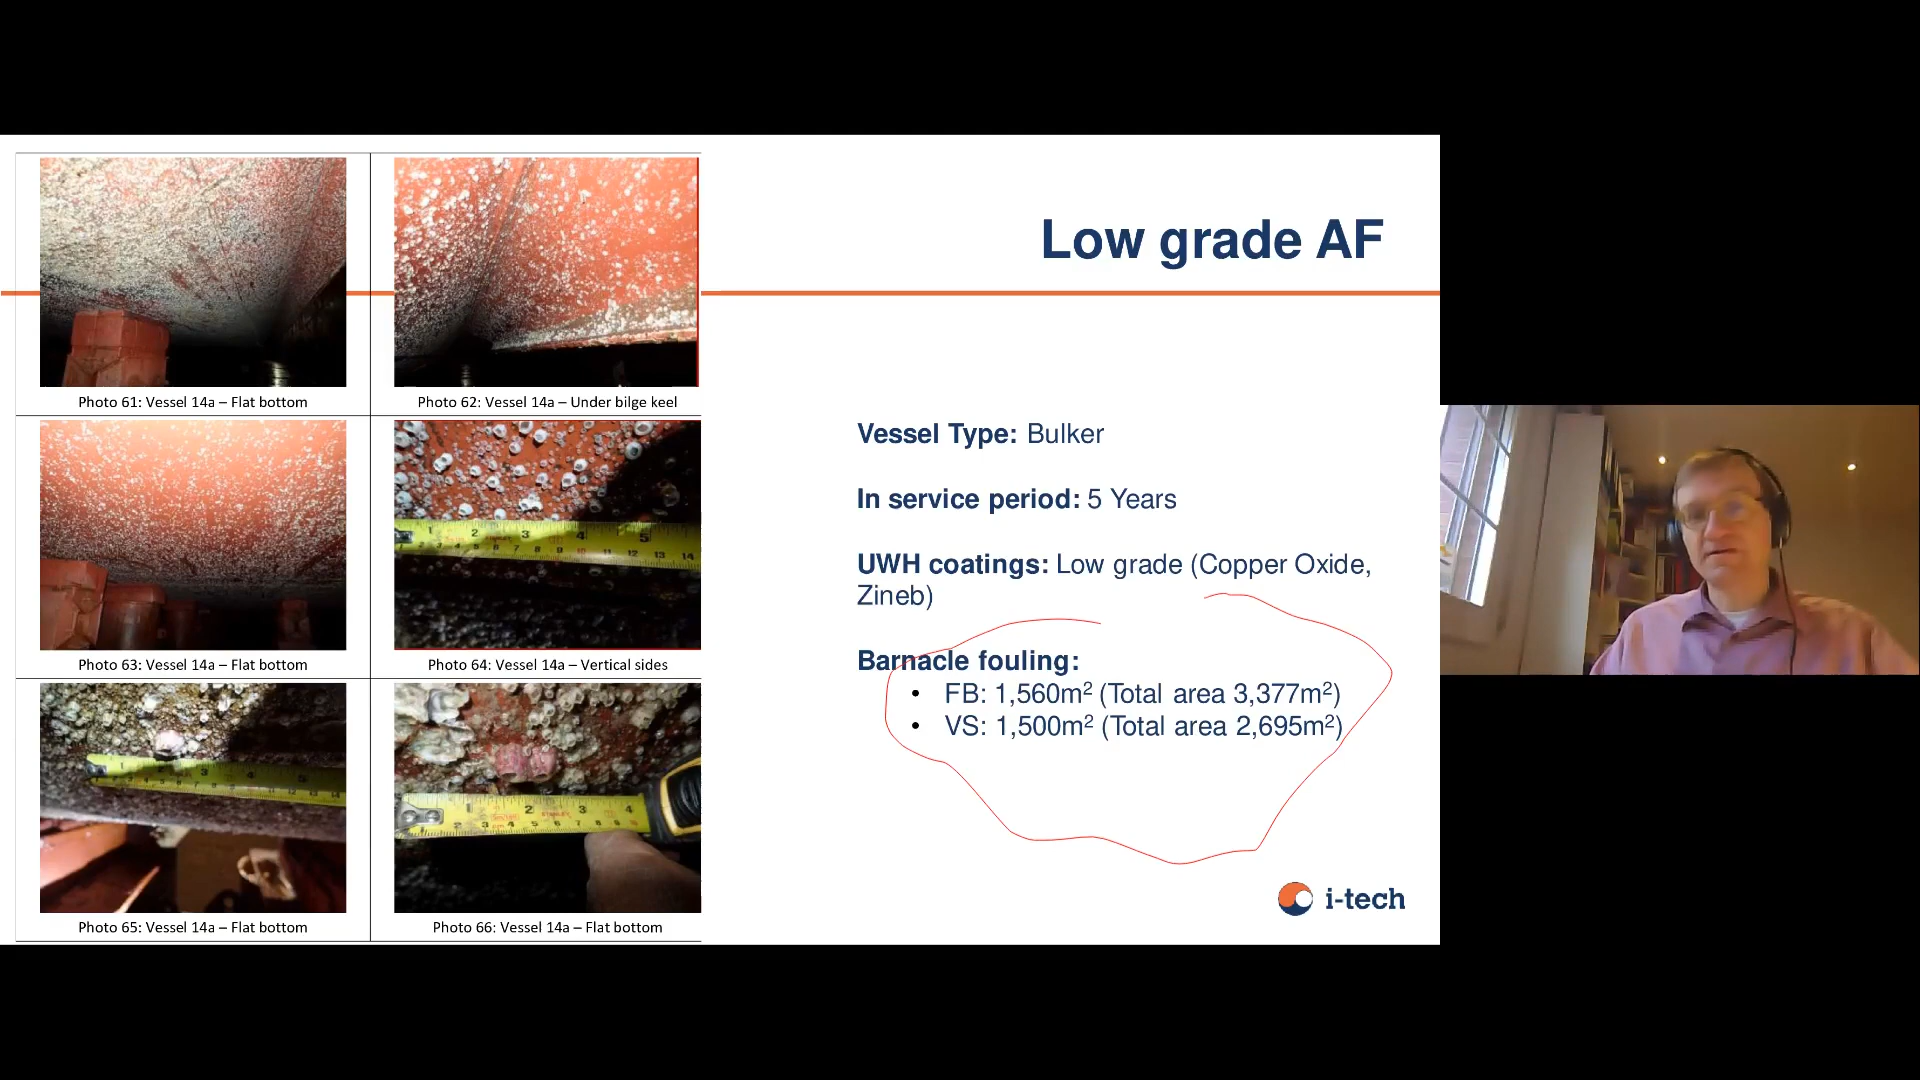 Low grade AF
Photo 61: Vessel 14a – Flat bottom
Photo 62: Vessel 14a – Under bilge keel
Photo 63: Vessel 14a – Flat bottom
Photo 64: Vessel 14a – Vertical sides
Photo 65: Vessel 14a – Flat bottom
Photo 66: Vessel 14a – Flat bottom
Vessel Type: Bulker
In service period: 5 Years
UWH coatings: Low grade (Copper Oxide,
Zineb)
Barnacle fouling:
• FB: 1,560m² (Total area 3,377m²)
• VS: 1,500m² (Total area 2,695m²)
i-tech